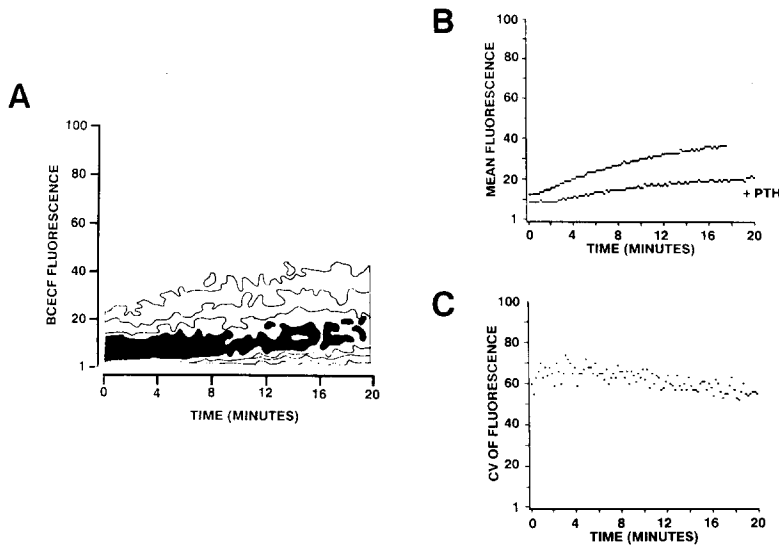 A
100
80
60
40
20
1
BCECF FLUORESCENCE
0 4 8 12 16 20
TIME (MINUTES)
B
100
80
60
40
20
1
MEAN FLUORESCENCE
+ PTH
0 4 8 12 16 20
TIME (MINUTES)
C
100
80
60
40
20
1
CV OF FLUORESCENCE
0 4 8 12 16 20
TIME (MINUTES)